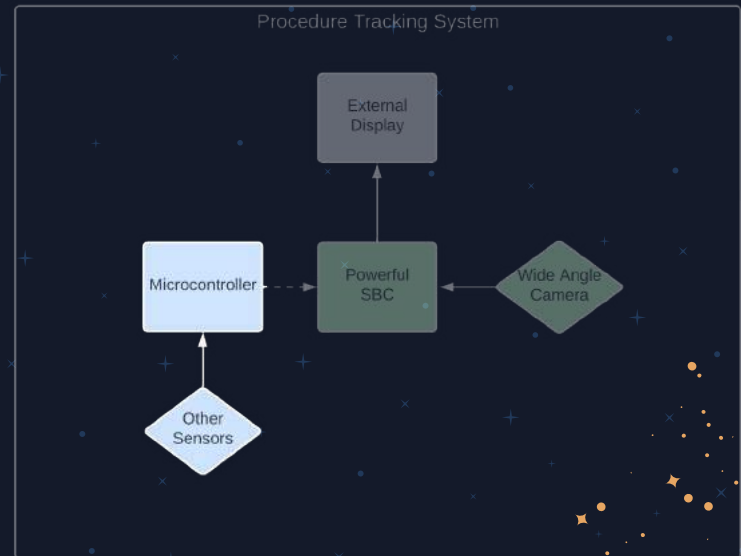 Procedure Tracking System
External
Display
Microcontroller
Powerful
SBC
Wide Angle
Camera
Other
Sensors